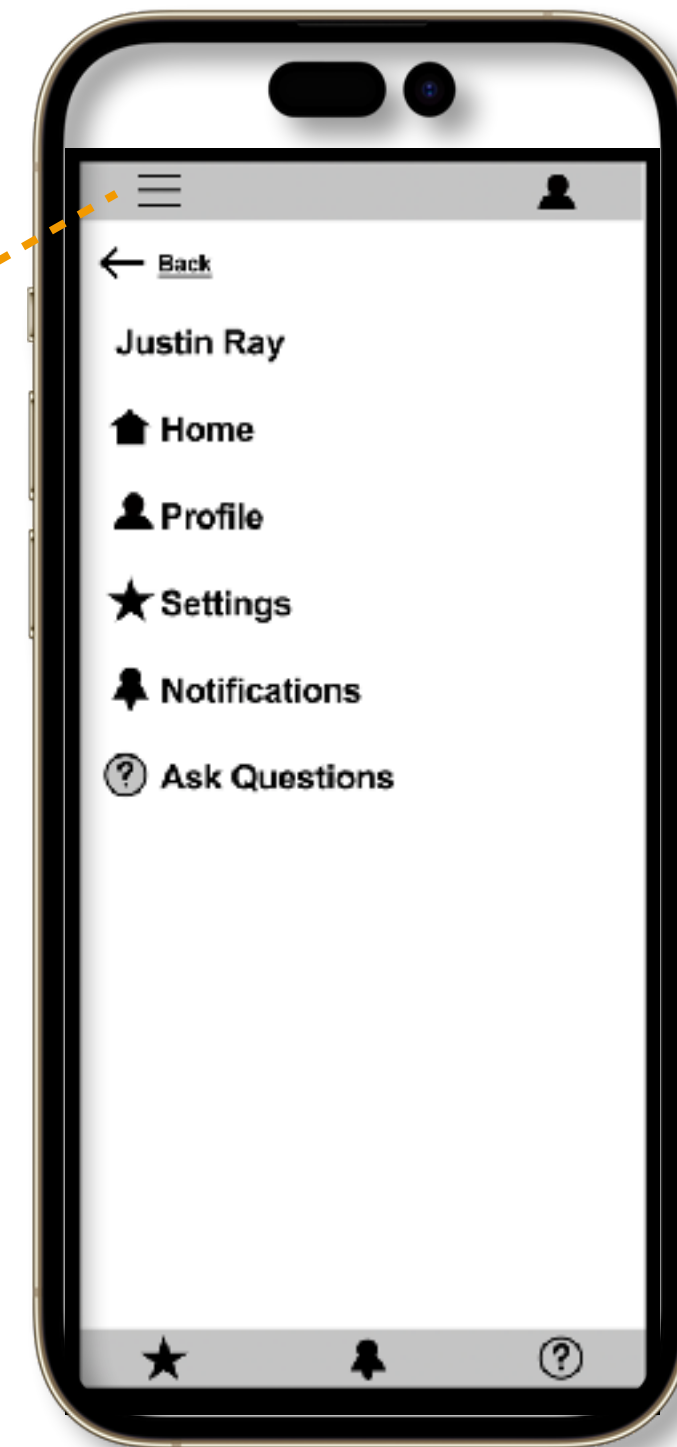 Back
Justin Ray
Home
Profile
Settings
Notifications
? Ask Questions
?